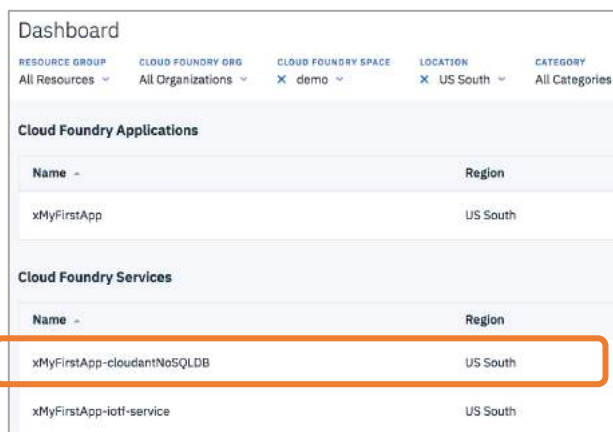 Dashboard
RESOURCE GROUP CLOUD FOUNDRY ORG CLOUD FOUNDRY SPACE LOCATION CATEGORY
All Resources All Organizations × demo × US South All Categories
Cloud Foundry Applications
Name Region
xMyFirstApp US South
Cloud Foundry Services
Name Region
xMyFirstApp-cloudantNoSQLDB US South
xMyFirstApp-iotf-service US South